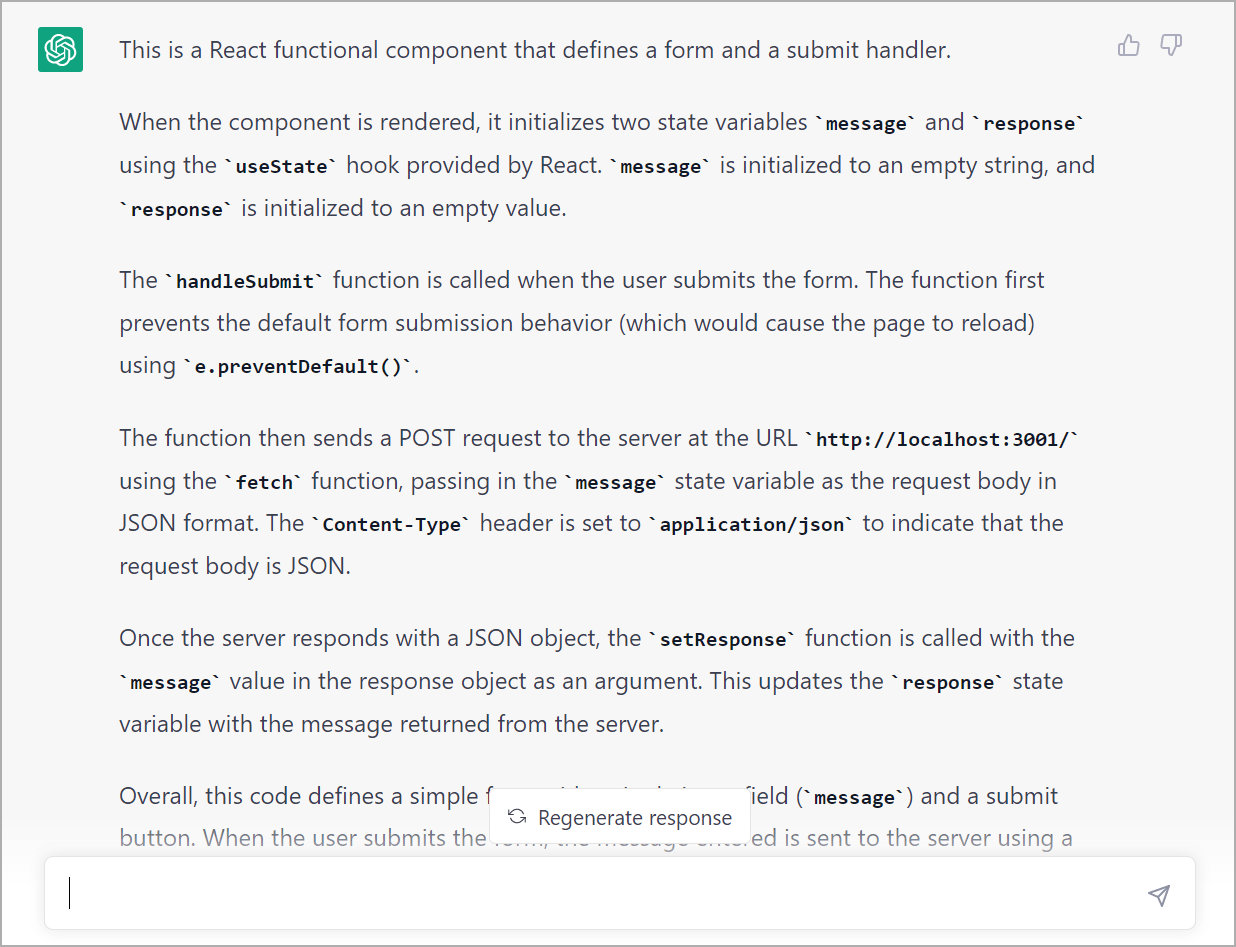 This is a React functional component that defines a form and a submit handler.
When the component is rendered, it initializes two state variables `message` and `response`
using the `useState` hook provided by React. `message` is initialized to an empty string, and
`response` is initialized to an empty value.
The `handleSubmit` function is called when the user submits the form. The function first
prevents the default form submission behavior (which would cause the page to reload)
using `e.preventDefault()`.
The function then sends a POST request to the server at the URL `http://localhost:3001/`
using the `fetch` function, passing in the `message` state variable as the request body in
JSON format. The `Content-Type` header is set to `application/json` to indicate that the
request body is JSON.
Once the server responds with a JSON object, the `setResponse` function is called with the
`message` value in the response object as an argument. This updates the `response` state
variable with the message returned from the server.
Overall, this code defines a simple field (`message`) and a submit
Regenerate response
button. When the user submits the form, the message entered is sent to the server using a